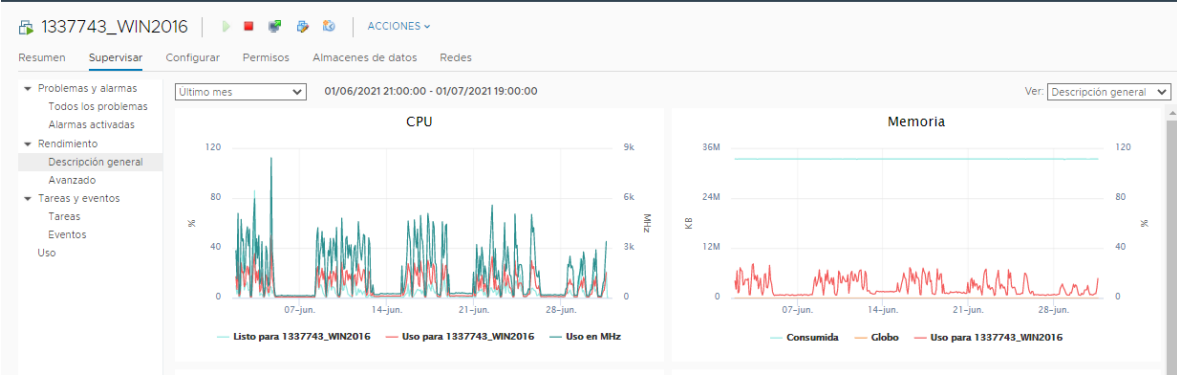 1337743_WIN2016 ACCIONES
Resumen Supervisar Configurar Permisos Almacenes de datos Redes
Problemas y alarmas
Todos los problemas
Alarmas activadas
Rendimiento
Descripción general
Avanzado
Tareas y eventos
Tareas
Eventos
Uso
Último mes 01/06/2021 21:00:00 - 01/07/2021 19:00:00 Ver: Descripción general
CPU
120 9k
80 6k
% MHz
40 3k
0 0
07-jun. 14-jun. 21-jun. 28-jun.
Listo para 1337743_WIN2016 Uso para 1337743_WIN2016 Uso en MHz
Memoria
36M 120
24M 80
KB %
12M 40
0 0
07-jun. 14-jun. 21-jun. 28-jun.
Consumida Globo Uso para 1337743_WIN2016